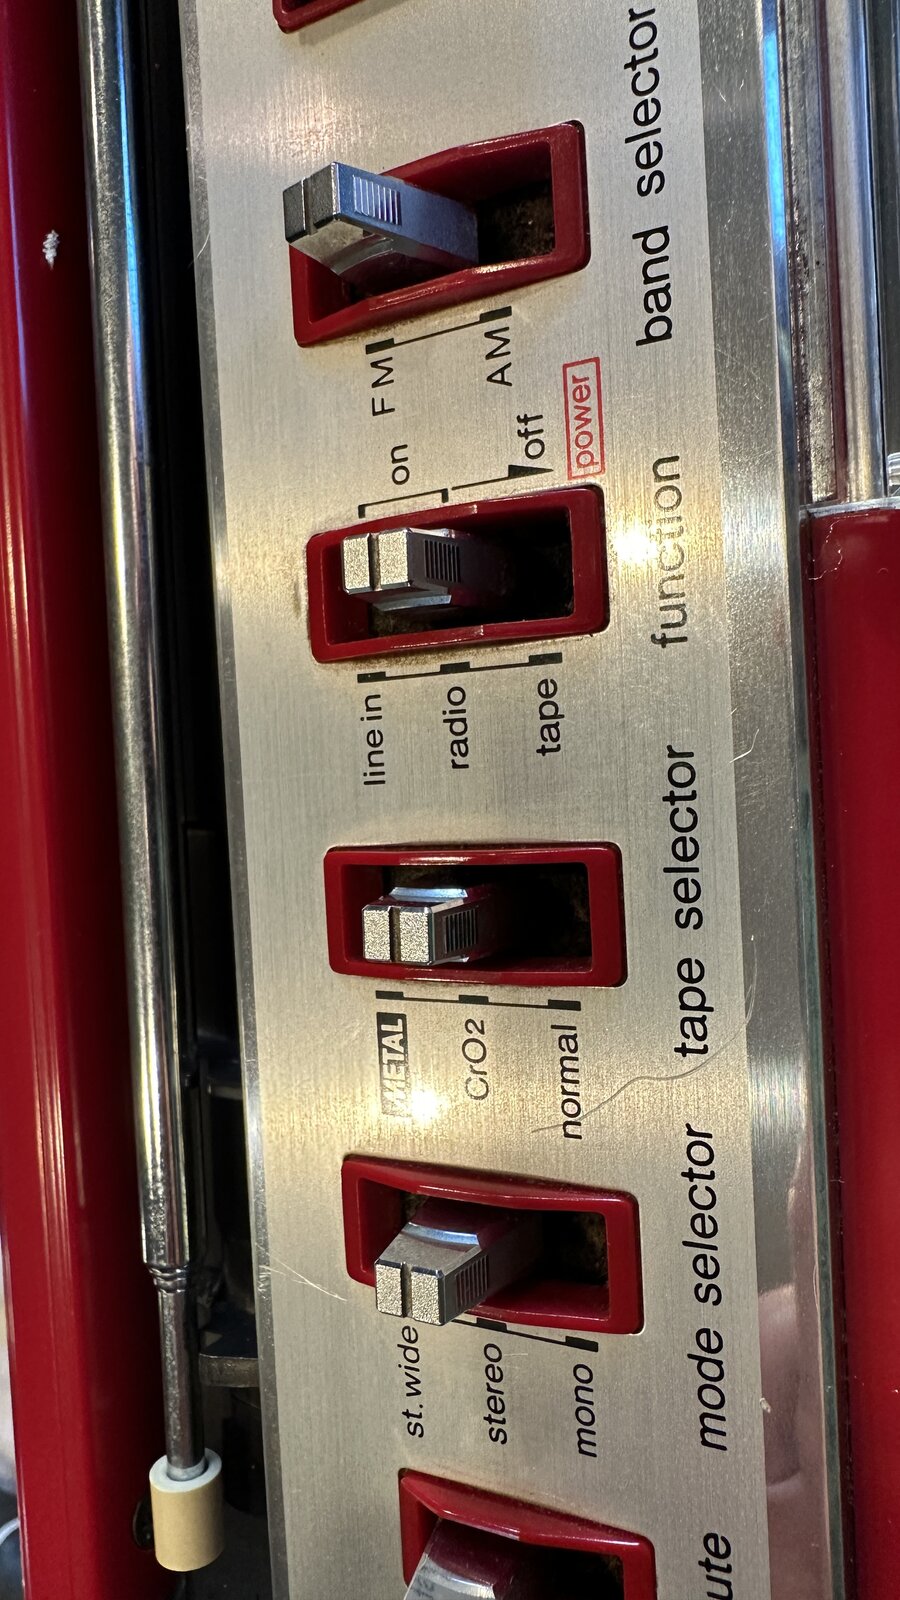 ute
st. wide
stereo
mono
mode selector
METAL
CrO2
normal
tape selector
line in
radio
tape
on
off
power
function
FM
AM
band selector